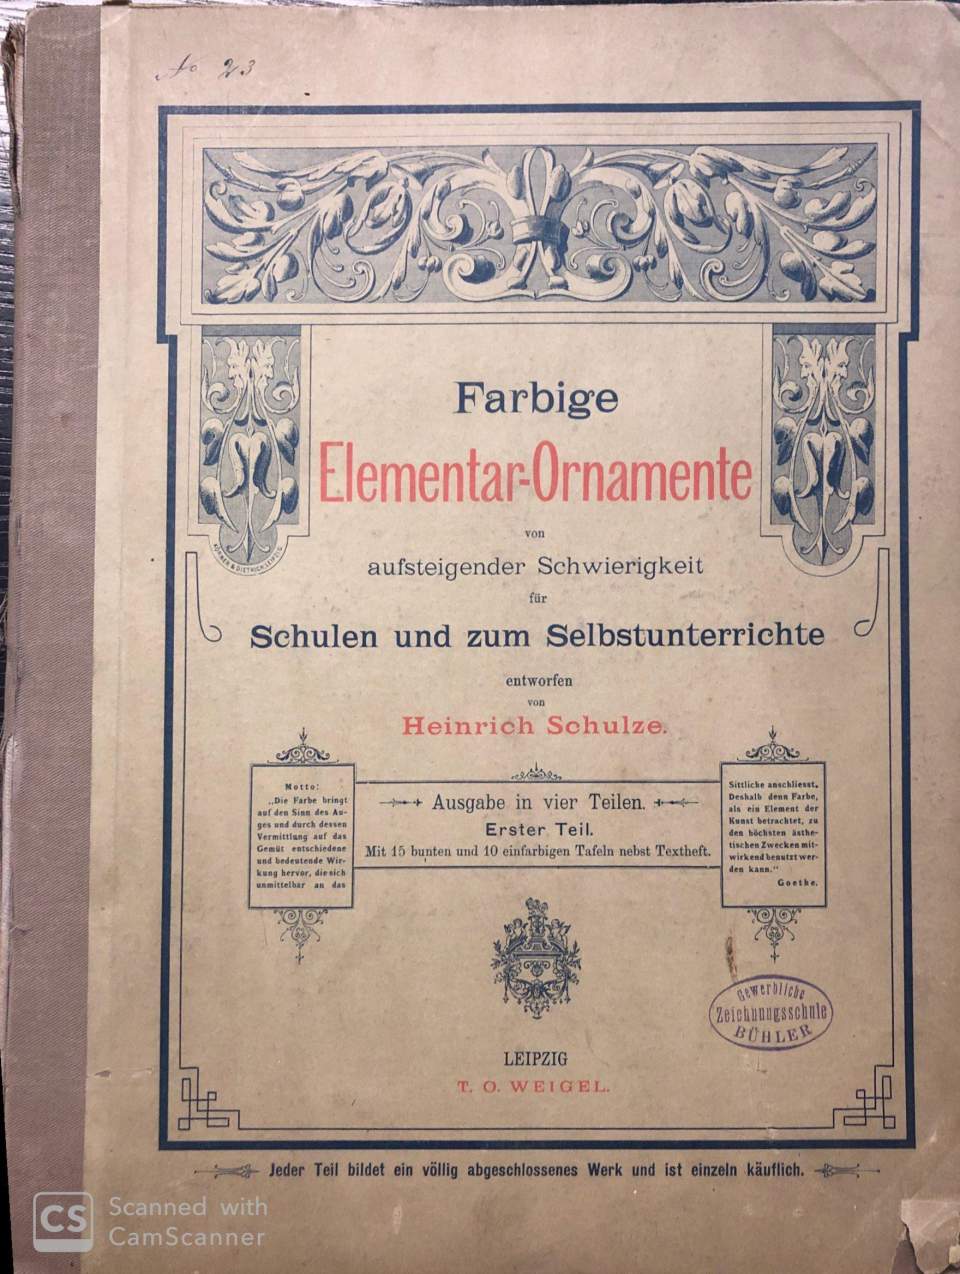 No 23
Farbige
Elementar-Ornamente
von
aufsteigender Schwierigkeit
für
Schulen und zum Selbstunterrichte
entworfen
von
Heinrich Schulze.
Motto:
„Die Farbe bringt
auf den Sinn des Au-
ges und durch dessen
Vermittlung auf das
Gemüt entschiedene
und bedeutende Wir-
kung hervor, die sich
unmittelbar an das
Sittliche anschliesst.
Deshalb denn Farbe,
als ein Element der
Kunst betrachtet, zu
den höchsten ästhe-
tischen Zwecken mit-
wirkend benutzt wer-
den kann.“
Goethe.
Ausgabe in vier Teilen.
Erster Teil.
Mit 15 bunten und 10 einfarbigen Tafeln nebst Textheft.
Gewerbliche
Zeichnungsschule
BÜHLER
LEIPZIG
T. O. WEIGEL.
Jeder Teil bildet ein völlig abgeschlossenes Werk und ist einzeln käuflich.
CS Scanned with
CamScanner